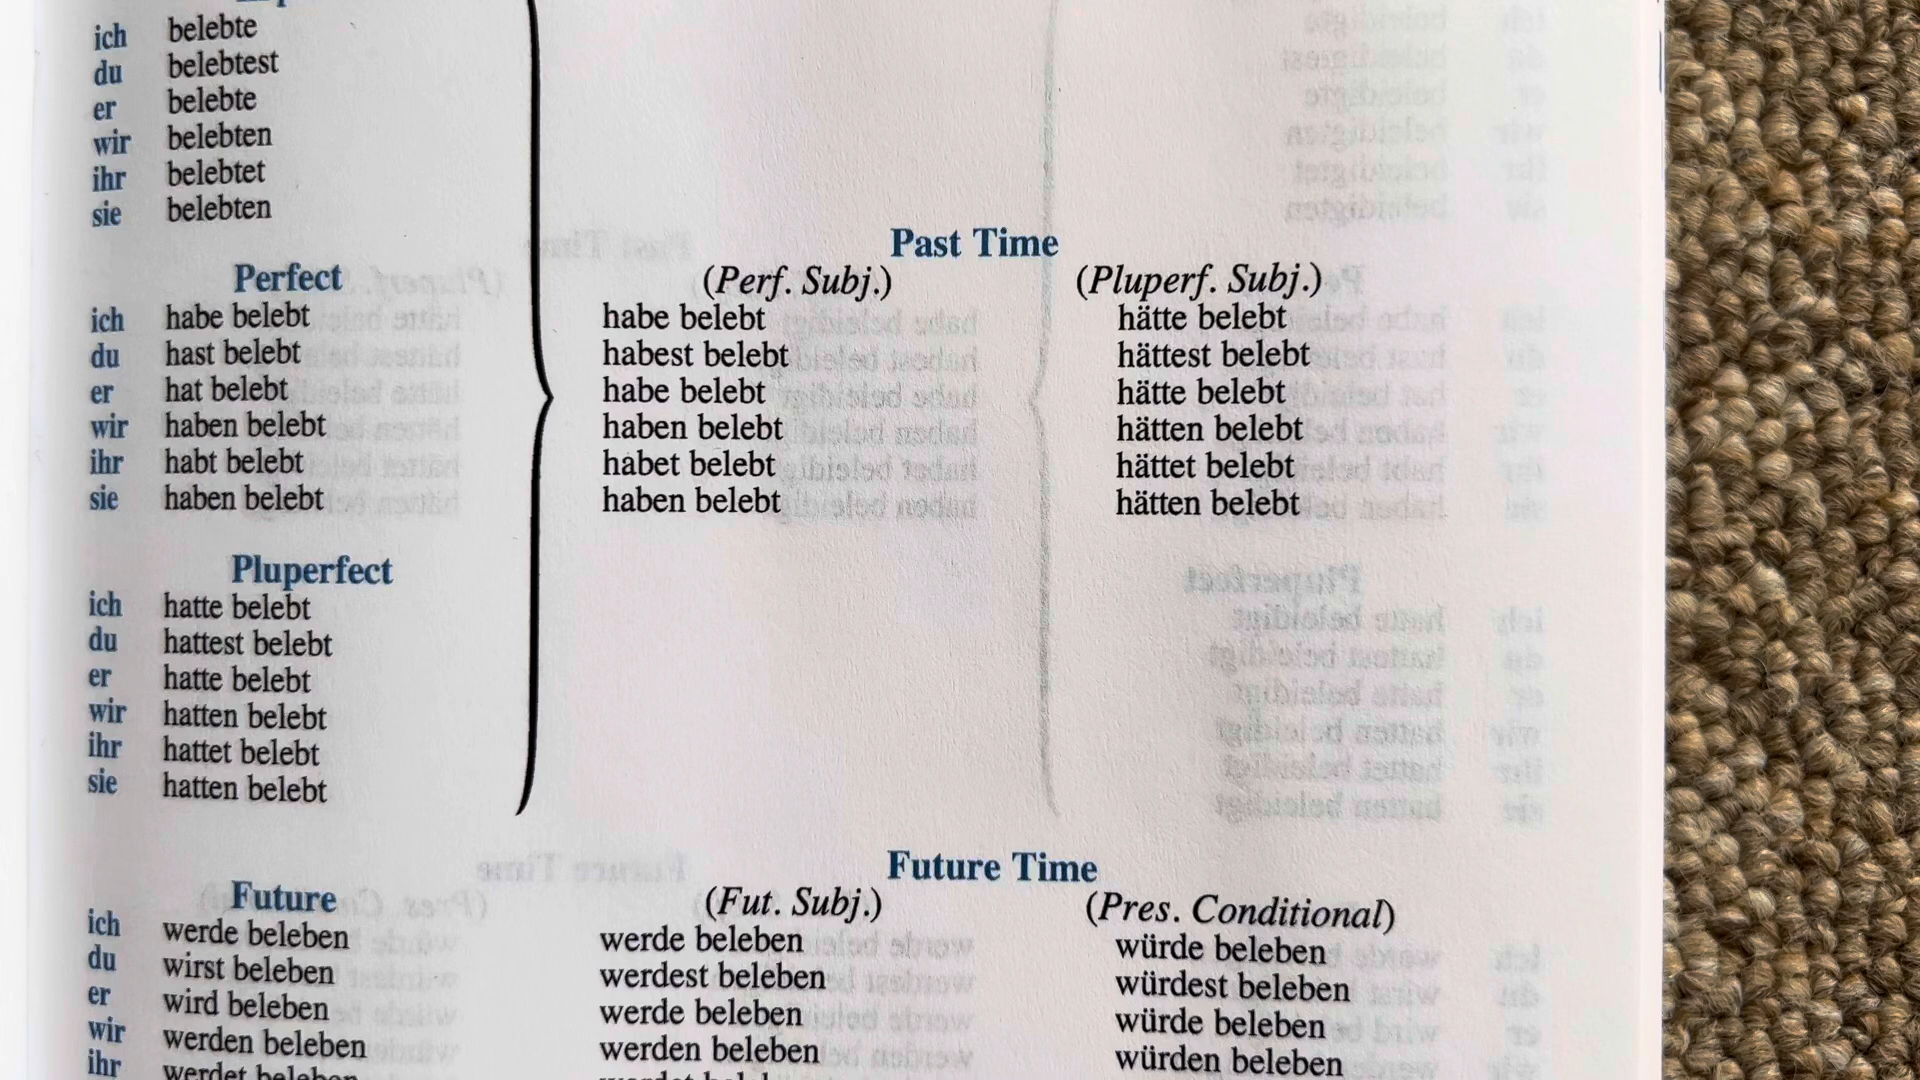 ich belebte
du belebtest
er belebte
wir belebten
ihr belebtet
sie belebten
Past Time
Perfect (Perf. Subj.) (Pluperf. Subj.)
ich habe belebt habe belebt hätte belebt
du hast belebt habest belebt hättest belebt
er hat belebt habe belebt hätte belebt
wir haben belebt haben belebt hätten belebt
ihr habt belebt habet belebt hättet belebt
sie haben belebt haben belebt hätten belebt
Pluperfect
ich hatte belebt
du hattest belebt
er hatte belebt
wir hatten belebt
ihr hattet belebt
sie hatten belebt
Future Time
Future (Fut. Subj.) (Pres. Conditional)
ich werde beleben werde beleben würde beleben
du wirst beleben werdest beleben würdest beleben
er wird beleben werde beleben würde beleben
wir werden beleben werden beleben würden beleben
ihr werdet beleben